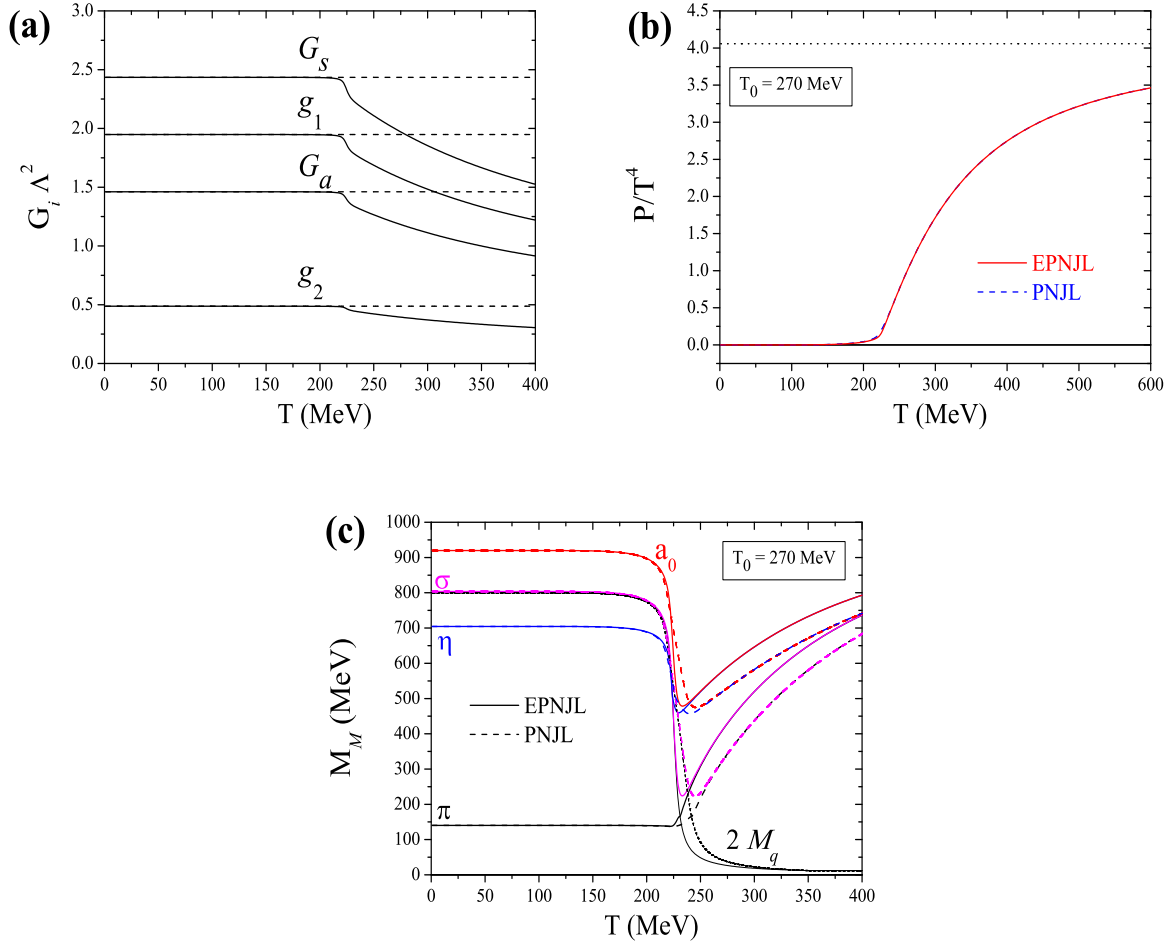 (a)
3.0
2.5
2.0
1.5
1.0
0.5
0.0
G_i Λ^2
G_s
g_1
G_a
g_2
0 50 100 150 200 250 300 350 400
T (MeV)
(b)
4.5
4.0
3.5
3.0
2.5
2.0
1.5
1.0
0.5
0.0
P/T^4
T_0 = 270 MeV
EPNJL
PNJL
0 100 200 300 400 500 600
T (MeV)
(c)
1000
900
800
700
600
500
400
300
200
100
0
M_M (MeV)
a_0
T_0 = 270 MeV
σ
η
EPNJL
PNJL
π
2 M_q
0 50 100 150 200 250 300 350 400
T (MeV)